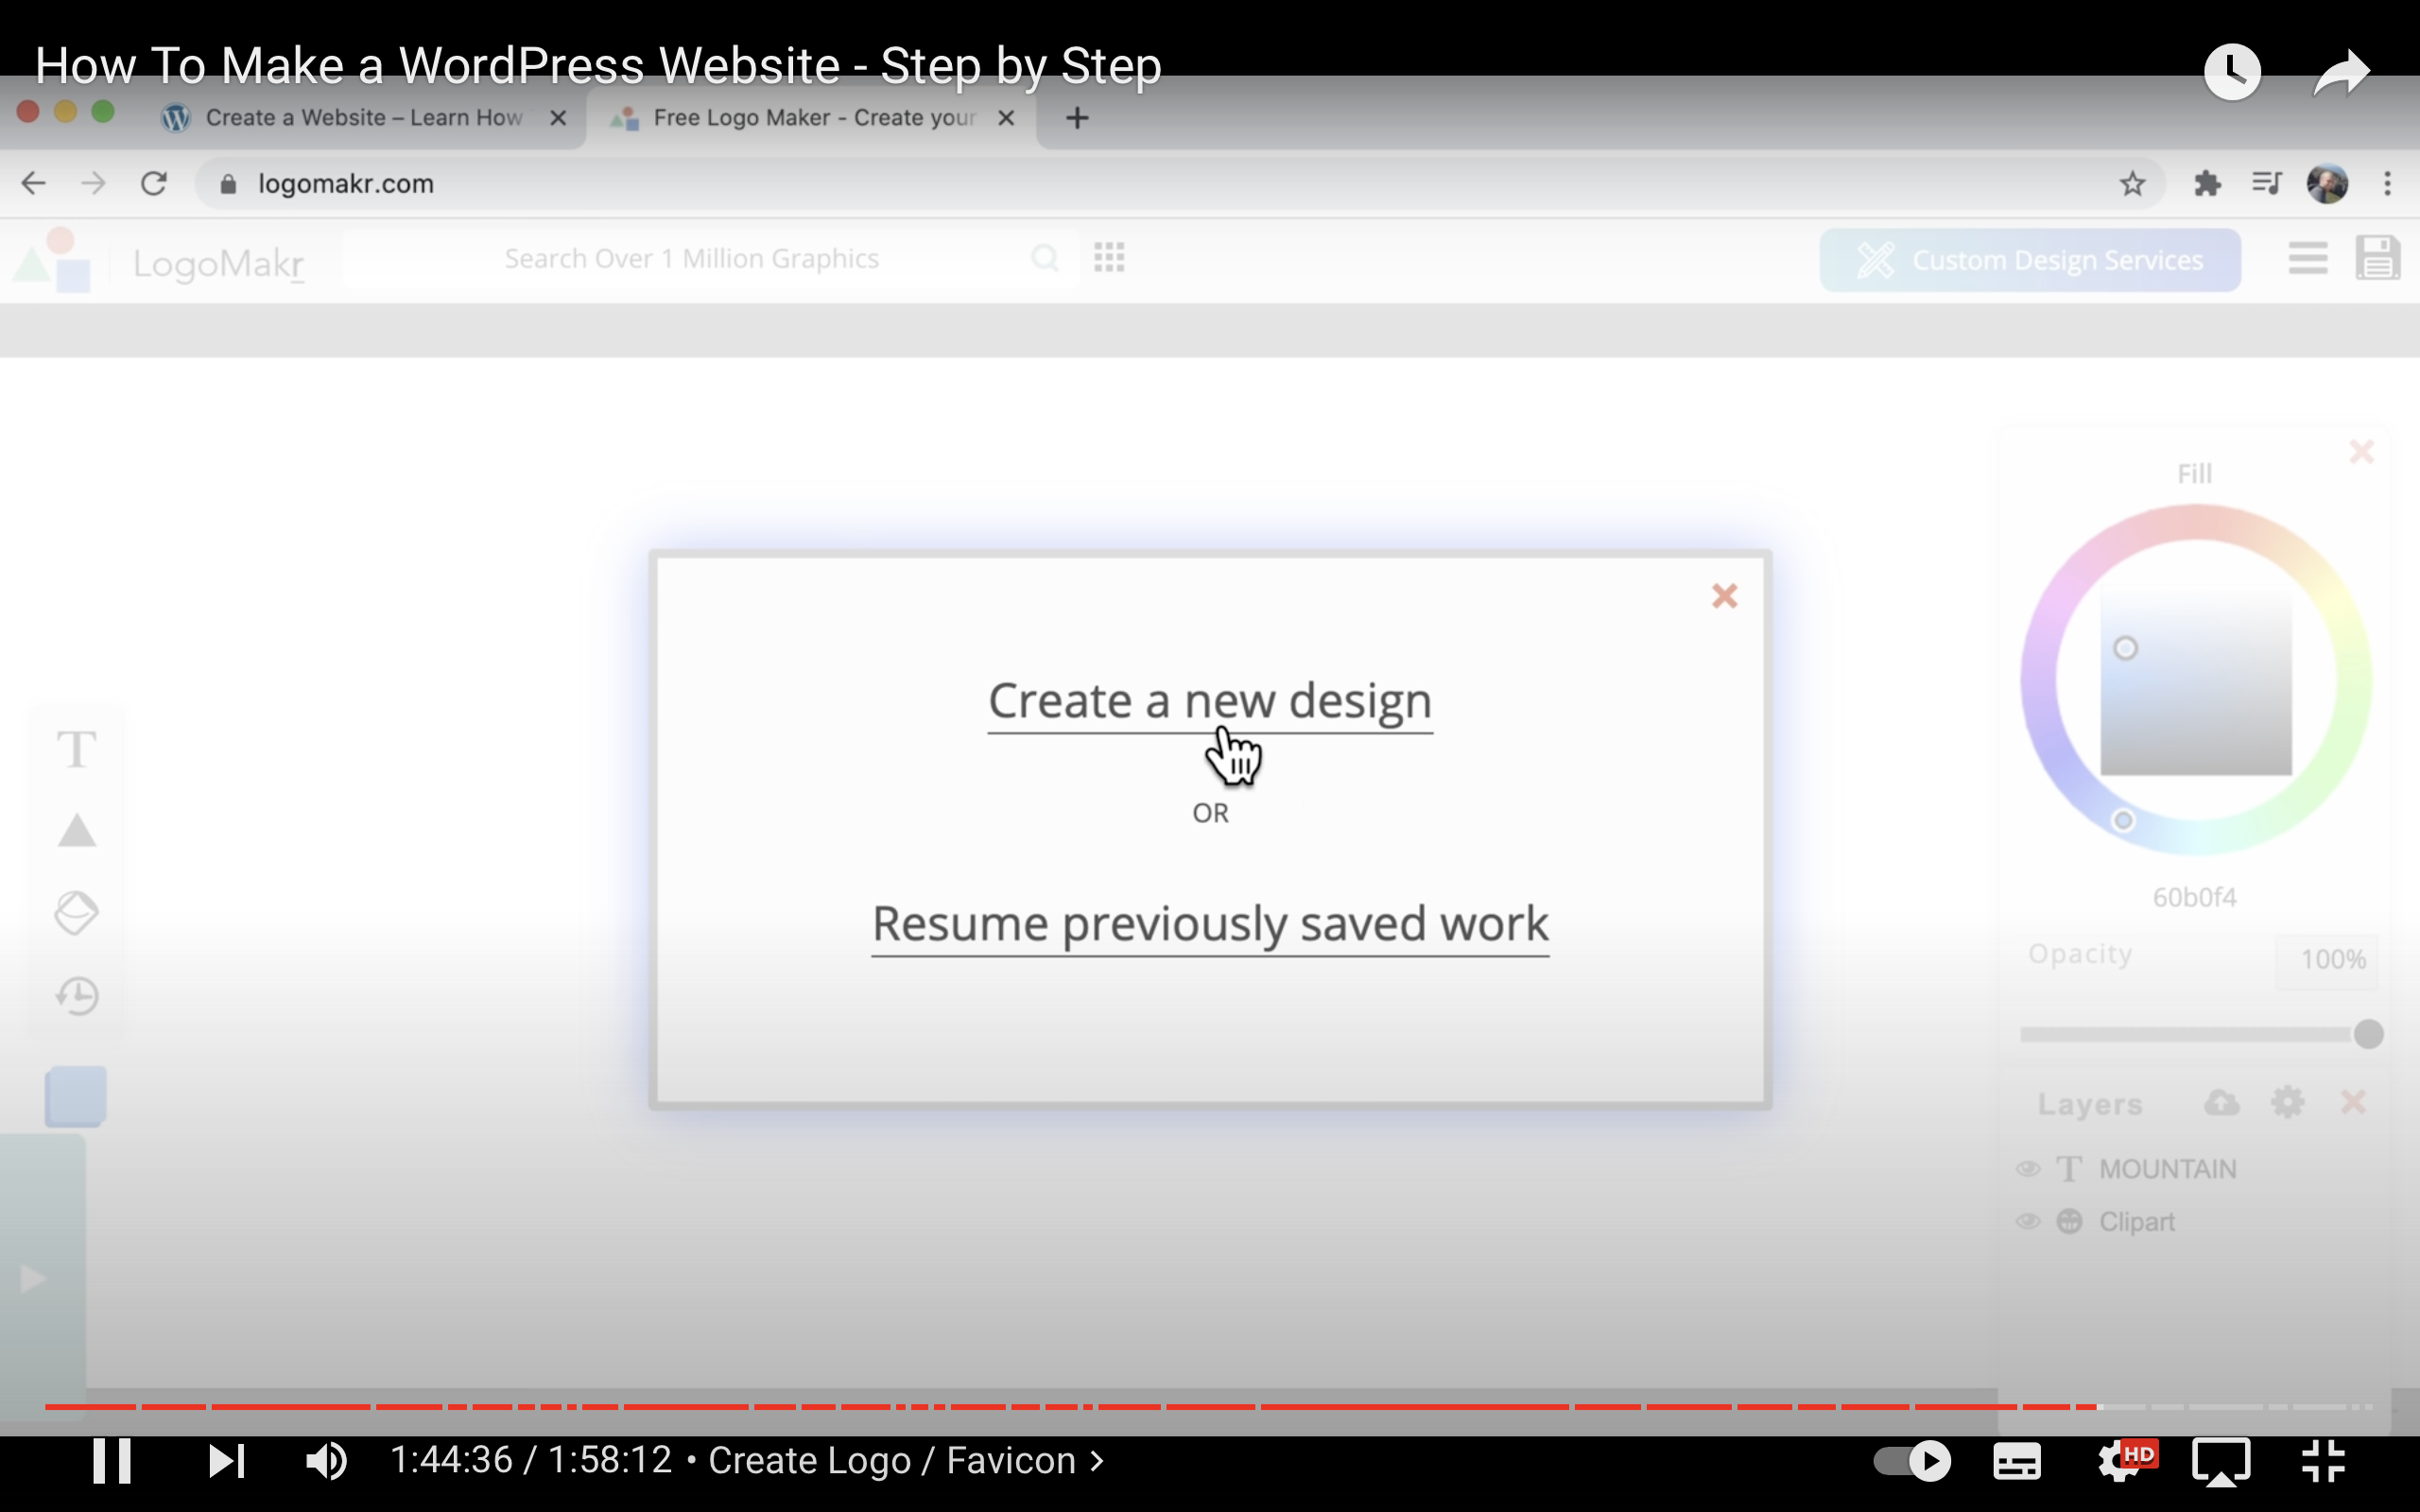 How To Make a WordPress Website - Step by Step
Create a Website – Learn How
Free Logo Maker - Create your
logomakr.com
LogoMakr
Search Over 1 Million Graphics
Custom Design Services
Fill
Create a new design
OR
Resume previously saved work
60b0f4
Opacity 100%
Layers
T MOUNTAIN
Clipart
T
1:44:36 / 1:58:12 • Create Logo / Favicon >
HD